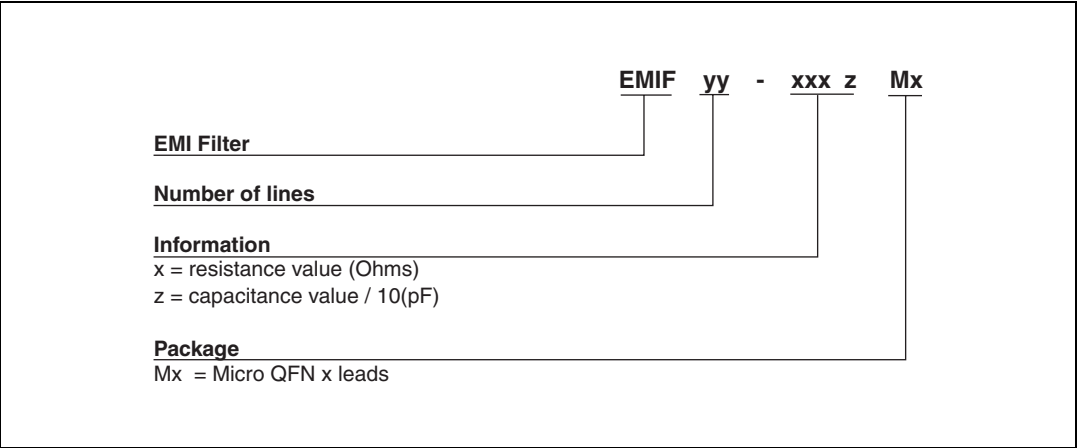 EMIF yy - xxx z Mx
EMI Filter
Number of lines
Information
x = resistance value (Ohms)
z = capacitance value / 10(pF)
Package
Mx = Micro QFN x leads